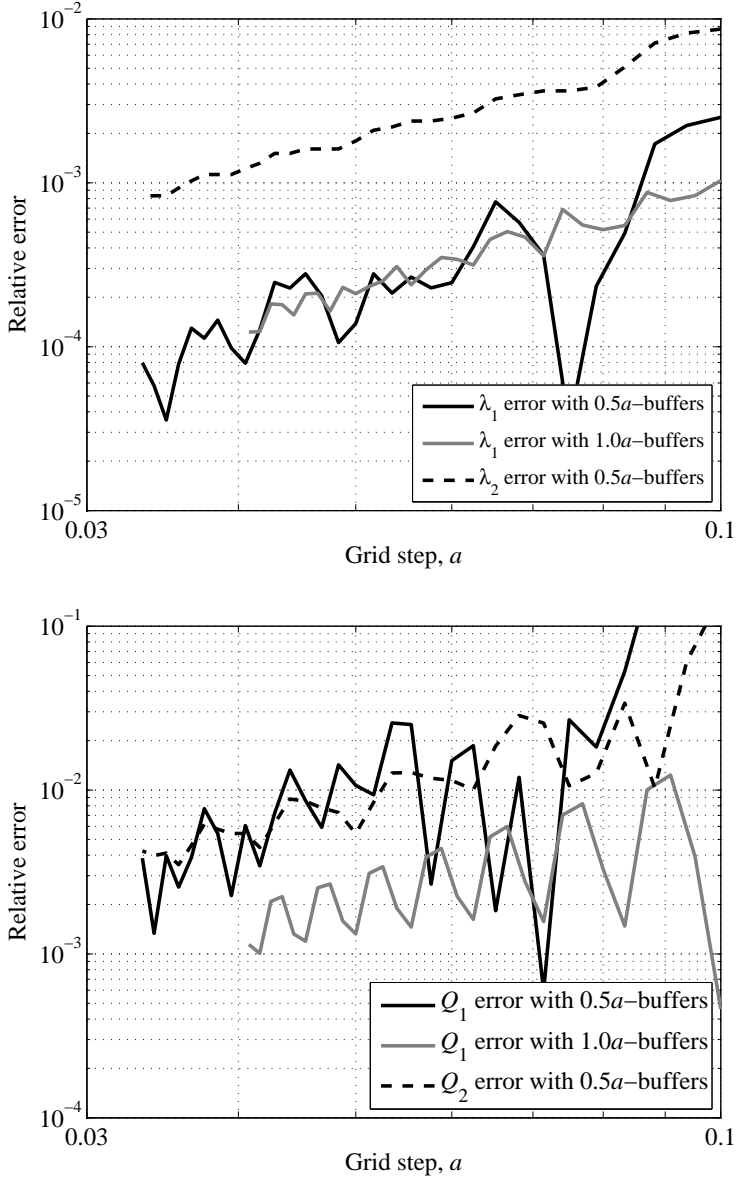 10⁻²
10⁻³
10⁻⁴
10⁻⁵
Relative error
0.03
0.1
Grid step, a
λ₁ error with 0.5a−buffers
λ₁ error with 1.0a−buffers
λ₂ error with 0.5a−buffers
10⁻¹
10⁻²
10⁻³
10⁻⁴
Relative error
0.03
0.1
Grid step, a
Q₁ error with 0.5a−buffers
Q₁ error with 1.0a−buffers
Q₂ error with 0.5a−buffers